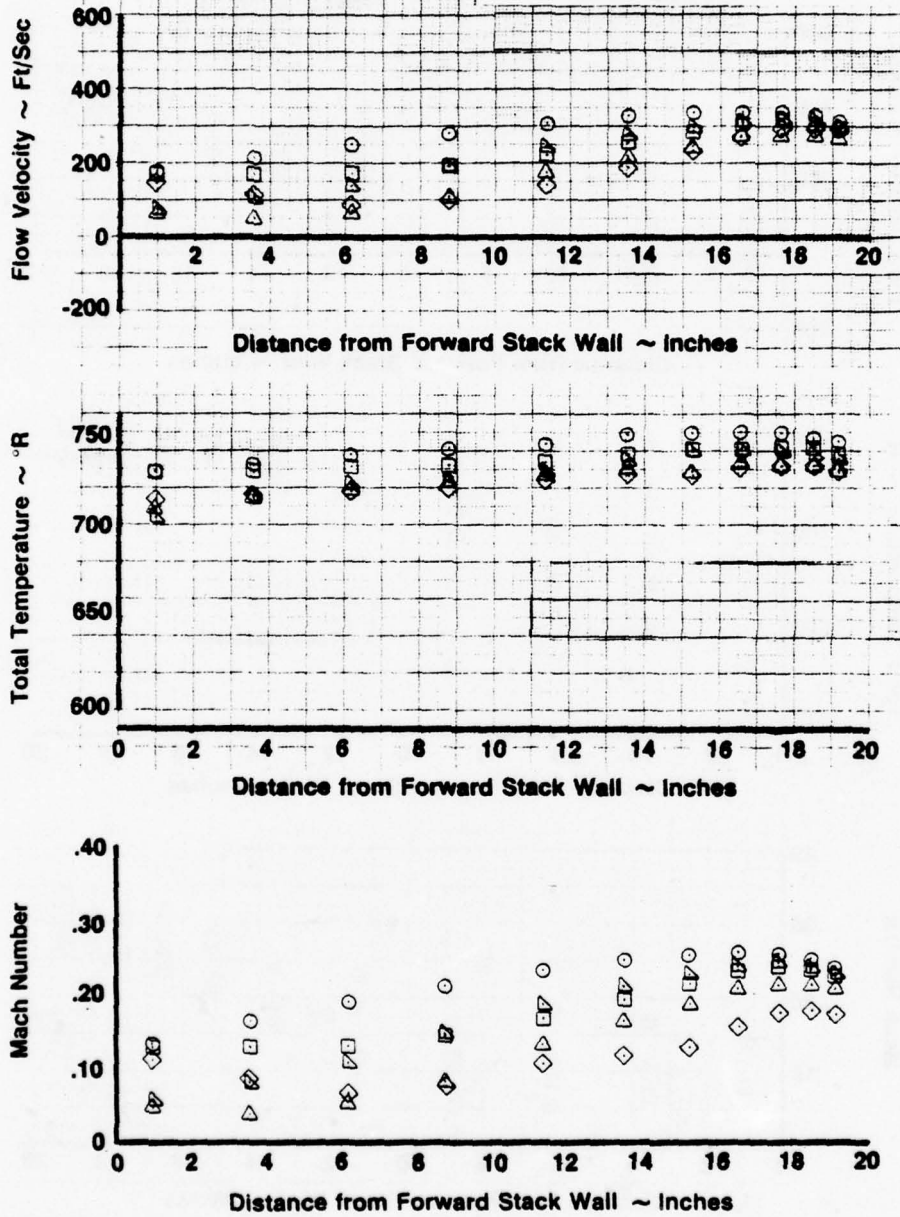 Flow Velocity ~ Ft/Sec
600
400
200
0
-200
2 4 6 8 10 12 14 16 18 20
Distance from Forward Stack Wall ~ Inches
Total Temperature ~ °R
750
700
650
600
0 2 4 6 8 10 12 14 16 18 20
Distance from Forward Stack Wall ~ Inches
Mach Number
.40
.30
.20
.10
0
0 2 4 6 8 10 12 14 16 18 20
Distance from Forward Stack Wall ~ Inches